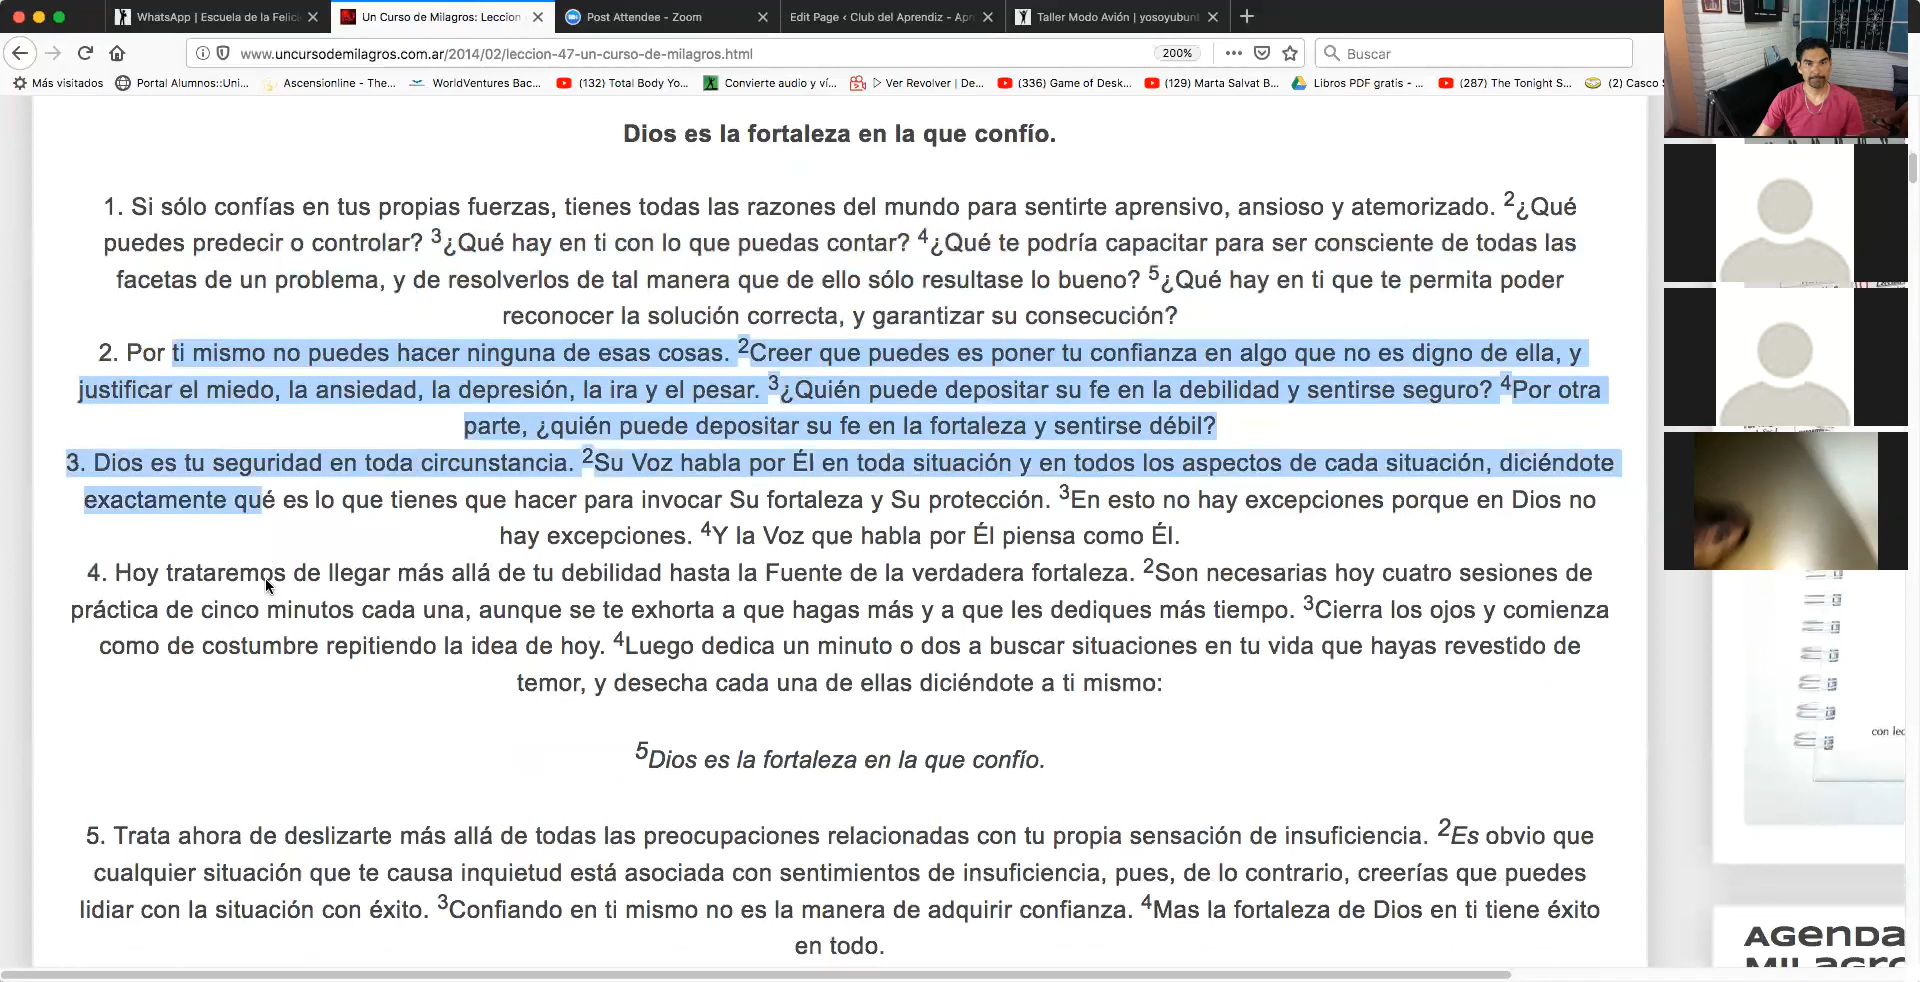 WhatsApp | Escuela de la Felici
Un Curso de Milagros: Leccion
Post Attendee - Zoom
Edit Page ‹ Club del Aprendiz - Apr
Taller Modo Avión | yosoyubunt
www.uncursodemilagros.com.ar/2014/02/leccion-47-un-curso-de-milagros.html
200%
Buscar
Más visitados
Portal Alumnos::Uni...
Ascensionline - The...
WorldVentures Bac...
(132) Total Body Yo...
Convierte audio y ví...
▷ Ver Revolver | De...
(336) Game of Desk...
(129) Marta Salvat B...
Libros PDF gratis - ...
(287) The Tonight S...
(2) Casco S
Dios es la fortaleza en la que confío.
1. Si sólo confías en tus propias fuerzas, tienes todas las razones del mundo para sentirte aprensivo, ansioso y atemorizado. 2¿Qué
puedes predecir o controlar? 3¿Qué hay en ti con lo que puedas contar? 4¿Qué te podría capacitar para ser consciente de todas las
facetas de un problema, y de resolverlos de tal manera que de ello sólo resultase lo bueno? 5¿Qué hay en ti que te permita poder
reconocer la solución correcta, y garantizar su consecución?
2. Por ti mismo no puedes hacer ninguna de esas cosas. 2Creer que puedes es poner tu confianza en algo que no es digno de ella, y
justificar el miedo, la ansiedad, la depresión, la ira y el pesar. 3¿Quién puede depositar su fe en la debilidad y sentirse seguro? 4Por otra
parte, ¿quién puede depositar su fe en la fortaleza y sentirse débil?
3. Dios es tu seguridad en toda circunstancia. 2Su Voz habla por Él en toda situación y en todos los aspectos de cada situación, diciéndote
exactamente qué es lo que tienes que hacer para invocar Su fortaleza y Su protección. 3En esto no hay excepciones porque en Dios no
hay excepciones. 4Y la Voz que habla por Él piensa como Él.
4. Hoy trataremos de llegar más allá de tu debilidad hasta la Fuente de la verdadera fortaleza. 2Son necesarias hoy cuatro sesiones de
práctica de cinco minutos cada una, aunque se te exhorta a que hagas más y a que les dediques más tiempo. 3Cierra los ojos y comienza
como de costumbre repitiendo la idea de hoy. 4Luego dedica un minuto o dos a buscar situaciones en tu vida que hayas revestido de
temor, y desecha cada una de ellas diciéndote a ti mismo:
5Dios es la fortaleza en la que confío.
5. Trata ahora de deslizarte más allá de todas las preocupaciones relacionadas con tu propia sensación de insuficiencia. 2Es obvio que
cualquier situación que te causa inquietud está asociada con sentimientos de insuficiencia, pues, de lo contrario, creerías que puedes
lidiar con la situación con éxito. 3Confiando en ti mismo no es la manera de adquirir confianza. 4Mas la fortaleza de Dios en ti tiene éxito
en todo.
con lec
AGENDA
MILAGRO